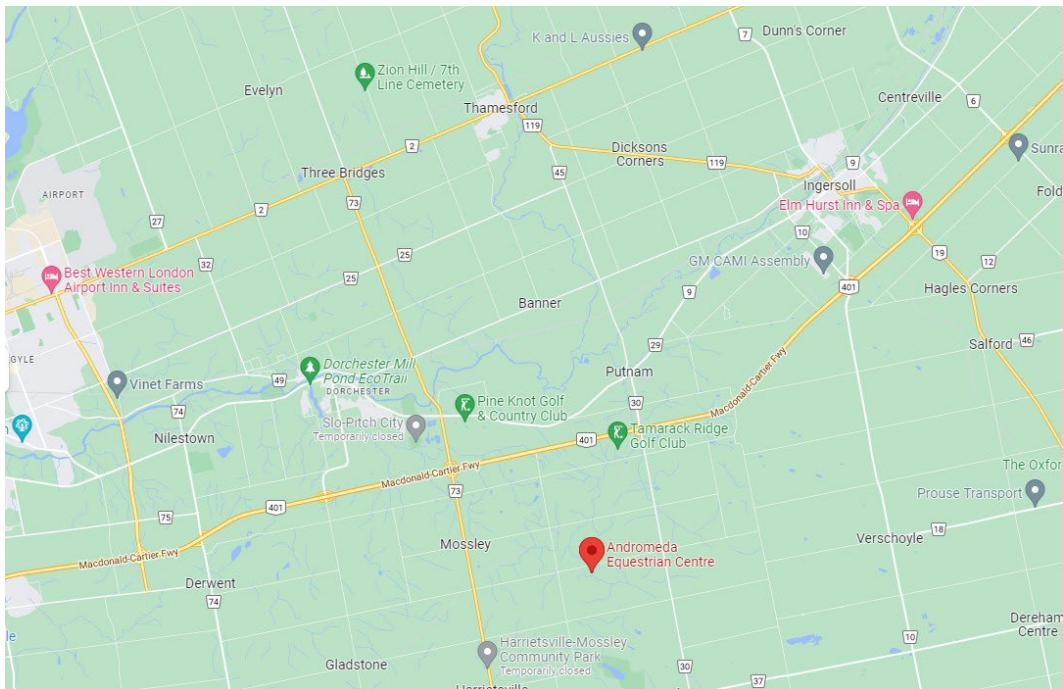 Dunn's Corner
7
K and L Aussies
Zion Hill / 7th
Line Cemetery
Evelyn
Centreville
6
Thamesford
119
2
Dicksons
Corners
119
9
Three Bridges
45
Ingersoll
AIRPORT
73
Elm Hurst Inn & Spa
2
27
10
19
12
32
25
25
GM CAMI Assembly
Best Western London
Airport Inn & Suites
9
401
Hagles Corners
Banner
29
Salford
46
Dorchester Mill
Pond EcoTrail
DORCHESTER
49
Vinet Farms
Putnam
Macdonald-Cartier Fwy
74
Pine Knot Golf
& Country Club
30
Slo-Pitch City
Temporarily closed
Nilestown
401
Tamarack Ridge
Golf Club
Macdonald-Cartier Fwy
73
The Oxfor
Prouse Transport
401
75
18
Mossley
Andromeda
Equestrian Centre
Verschoyle
Macdonald-Cartier Fwy
Derwent
74
Dereham
Centre
10
Harrietsville-Mossley
Community Park
Temporarily closed
Gladstone
30
37